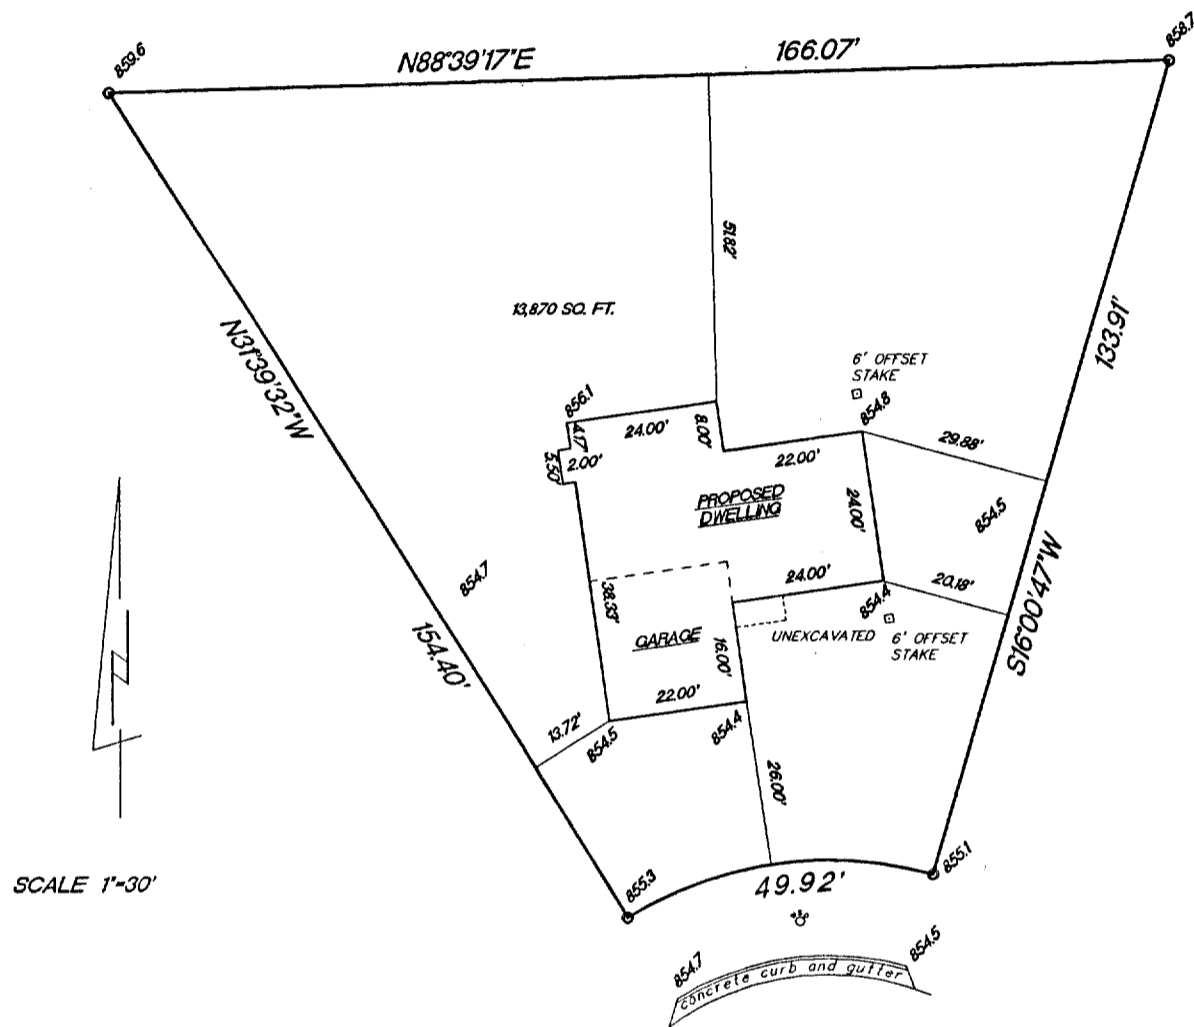 859.6
N88°39'17"E
166.07'
858.7
51.82'
13,870 SQ. FT.
N31°39'32"W
133.91'
6' OFFSET
STAKE
856.1
854.8
24.00'
8.00'
4.17'
5.50'
2.00'
22.00'
29.88'
PROPOSED
DWELLING
24.00'
854.5
854.7
38.33'
24.00'
854.4
20.18'
S16°00'47"W
GARAGE
UNEXCAVATED
6' OFFSET
STAKE
154.40'
16.00'
22.00'
13.72'
854.5
854.4
26.00'
SCALE 1"=30'
855.3
49.92'
855.1
854.7
854.5
concrete curb and gutter